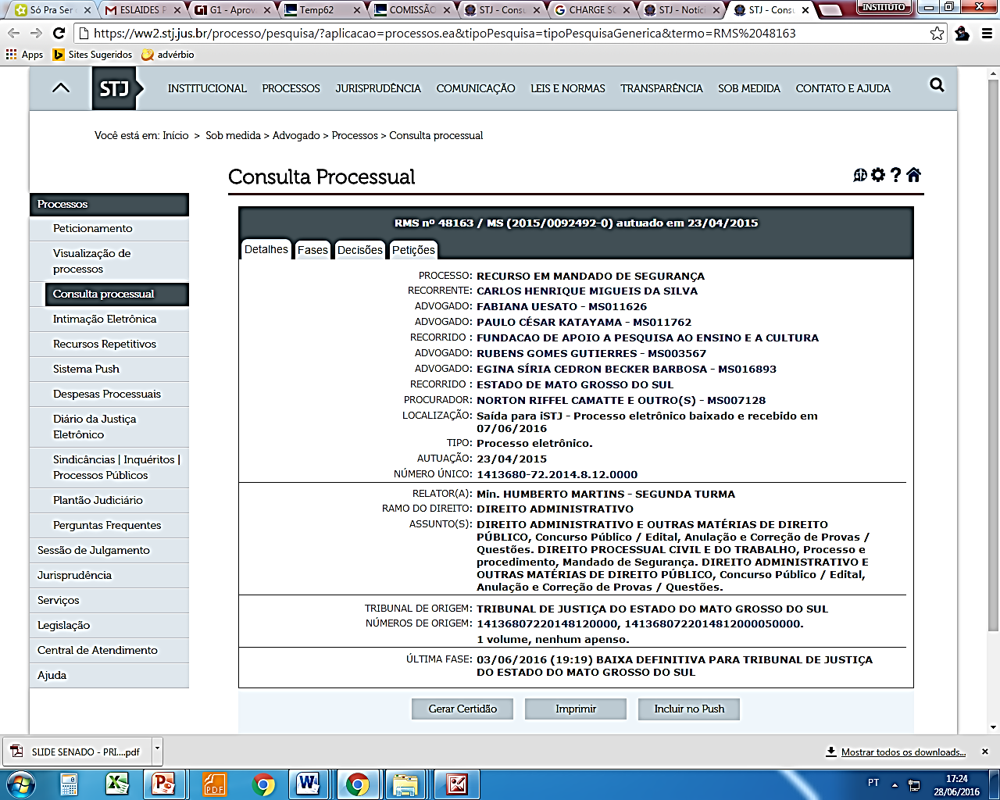 Só Pra Ser
ESLAIDES P
G1 - Aprov
Temp62
COMISSÃO
STJ - Consu
CHARGE SO
STJ - Notíc
STJ - Consu
INSTITUTO
https://ww2.stj.jus.br/processo/pesquisa/?aplicacao=processos.ea&tipoPesquisa=tipoPesquisaGenerica&termo=RMS%2048163
Apps Sites Sugeridos advérbio
STJ INSTITUCIONAL PROCESSOS JURISPRUDÊNCIA COMUNICAÇÃO LEIS E NORMAS TRANSPARÊNCIA SOB MEDIDA CONTATO E AJUDA
Você está em: Início > Sob medida > Advogado > Processos > Consulta processual
Consulta Processual
Processos
Peticionamento
Visualização de
processos
Consulta processual
Intimação Eletrônica
Recursos Repetitivos
Sistema Push
Despesas Processuais
Diário da Justiça
Eletrônico
Sindicâncias | Inquéritos |
Processos Públicos
Plantão Judiciário
Perguntas Frequentes
Sessão de Julgamento
Jurisprudência
Serviços
Legislação
Central de Atendimento
Ajuda
RMS nº 48163 / MS (2015/0092492-0) autuado em 23/04/2015
Detalhes Fases Decisões Petições
PROCESSO: RECURSO EM MANDADO DE SEGURANÇA
RECORRENTE: CARLOS HENRIQUE MIGUEIS DA SILVA
ADVOGADO: FABIANA UESATO - MS011626
ADVOGADO: PAULO CÉSAR KATAYAMA - MS011762
RECORRIDO : FUNDACAO DE APOIO A PESQUISA AO ENSINO E A CULTURA
ADVOGADO: RUBENS GOMES GUTIERRES - MS003567
ADVOGADO: EGINA SÍRIA CEDRON BECKER BARBOSA - MS016893
RECORRIDO : ESTADO DE MATO GROSSO DO SUL
PROCURADOR: NORTON RIFFEL CAMATTE E OUTRO(S) - MS007128
LOCALIZAÇÃO: Saída para iSTJ - Processo eletrônico baixado e recebido em
07/06/2016
TIPO: Processo eletrônico.
AUTUAÇÃO: 23/04/2015
NÚMERO ÚNICO: 1413680-72.2014.8.12.0000
RELATOR(A): Min. HUMBERTO MARTINS - SEGUNDA TURMA
RAMO DO DIREITO: DIREITO ADMINISTRATIVO
ASSUNTO(S): DIREITO ADMINISTRATIVO E OUTRAS MATÉRIAS DE DIREITO
PÚBLICO, Concurso Público / Edital, Anulação e Correção de Provas /
Questões. DIREITO PROCESSUAL CIVIL E DO TRABALHO, Processo e
procedimento, Mandado de Segurança. DIREITO ADMINISTRATIVO E
OUTRAS MATÉRIAS DE DIREITO PÚBLICO, Concurso Público / Edital,
Anulação e Correção de Provas / Questões.
TRIBUNAL DE ORIGEM: TRIBUNAL DE JUSTIÇA DO ESTADO DO MATO GROSSO DO SUL
NÚMEROS DE ORIGEM: 14136807220148120000, 1413680722014812000050000.
1 volume, nenhum apenso.
ÚLTIMA FASE: 03/06/2016 (19:19) BAIXA DEFINITIVA PARA TRIBUNAL DE JUSTIÇA
DO ESTADO DO MATO GROSSO DO SUL
Gerar Certidão Imprimir Incluir no Push
SLIDE SENADO - PRI....pdf
Mostrar todos os downloads...
PDF
PT
17:24
28/06/2016